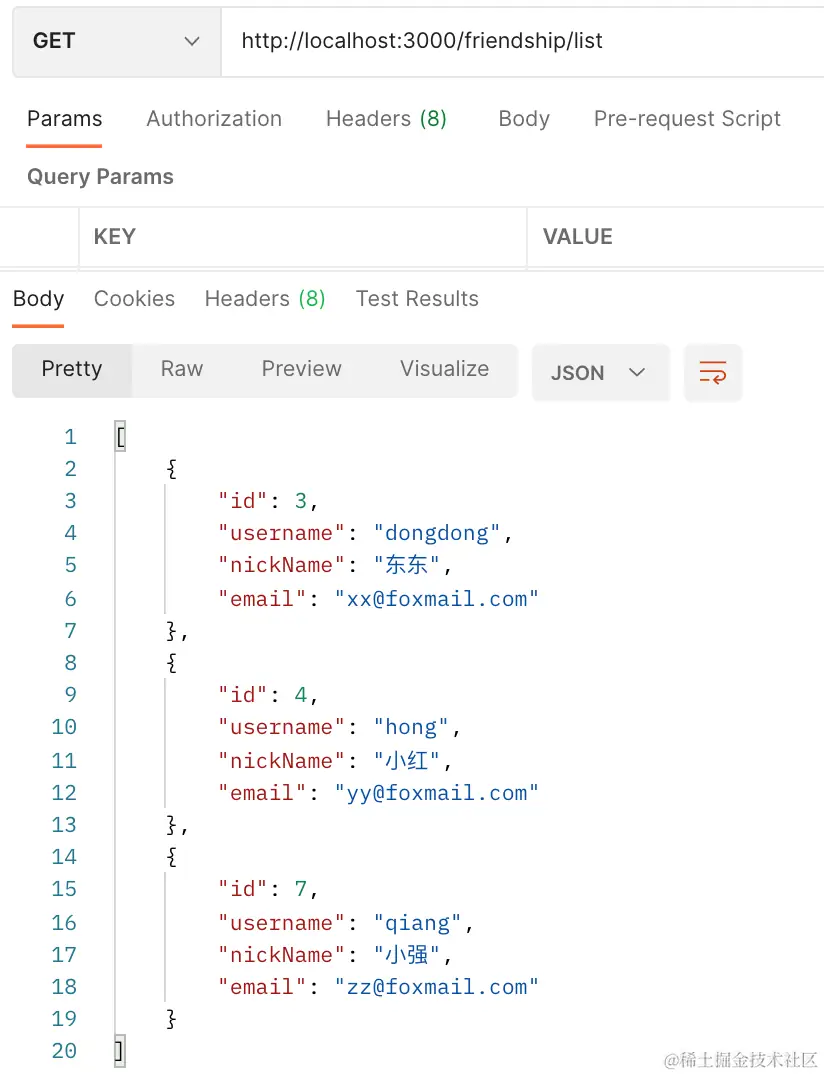 GET http://localhost:3000/friendship/list
Params Authorization Headers (8) Body Pre-request Script
Query Params
KEY VALUE
Body Cookies Headers (8) Test Results
Pretty Raw Preview Visualize JSON
1 [
2 {
3 "id": 3,
4 "username": "dongdong",
5 "nickName": "东东",
6 "email": "xx@foxmail.com"
7 },
8 {
9 "id": 4,
10 "username": "hong",
11 "nickName": "小红",
12 "email": "yy@foxmail.com"
13 },
14 {
15 "id": 7,
16 "username": "qiang",
17 "nickName": "小强",
18 "email": "zz@foxmail.com"
19 }
20 ]
@稀土掘金技术社区